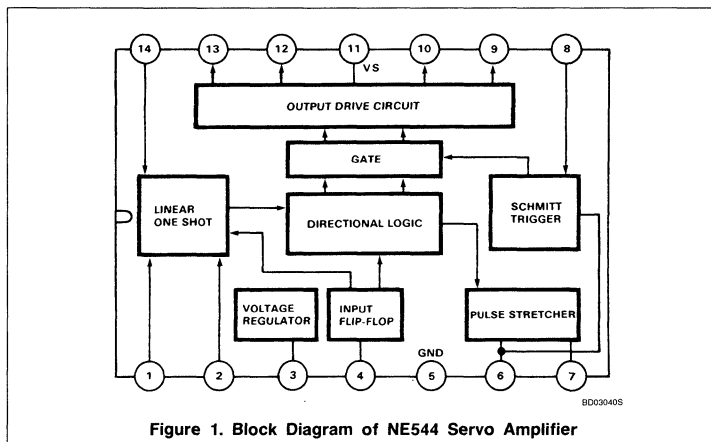 14 13 12 11 10 9 8
VS
OUTPUT DRIVE CIRCUIT
GATE
LINEAR
ONE SHOT
DIRECTIONAL LOGIC
SCHMITT
TRIGGER
VOLTAGE
REGULATOR
INPUT
FLIP-FLOP
PULSE STRETCHER
GND
1 2 3 4 5 6 7
BD03040S
Figure 1. Block Diagram of NE544 Servo Amplifier